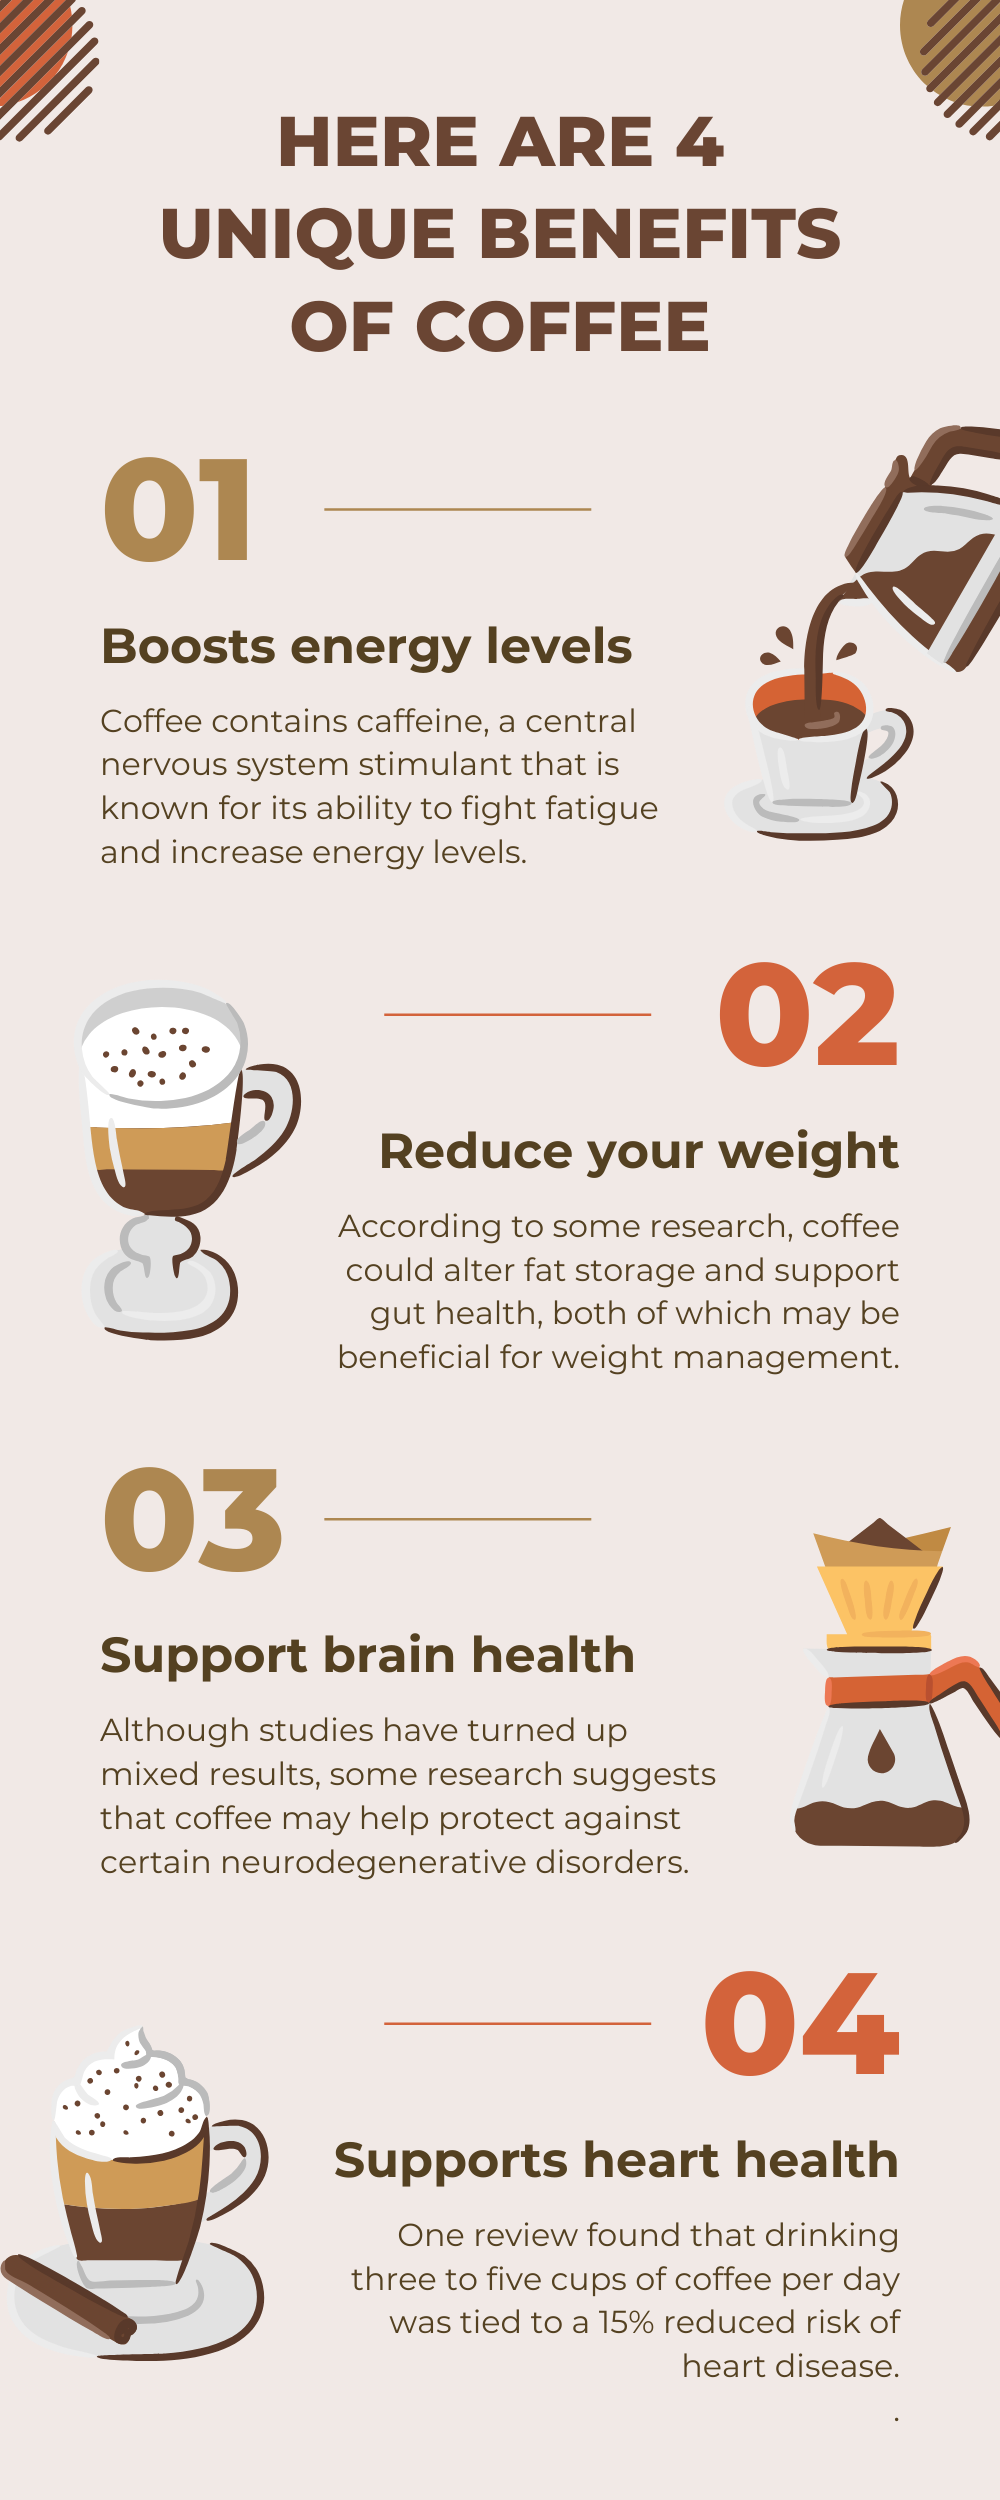 HERE ARE 4
UNIQUE BENEFITS
OF COFFEE
01
Boosts energy levels
Coffee contains caffeine, a central
nervous system stimulant that is
known for its ability to fight fatigue
and increase energy levels.
02
Reduce your weight
According to some research, coffee
could alter fat storage and support
gut health, both of which may be
beneficial for weight management.
03
Support brain health
Although studies have turned up
mixed results, some research suggests
that coffee may help protect against
certain neurodegenerative disorders.
04
Supports heart health
One review found that drinking
three to five cups of coffee per day
was tied to a 15% reduced risk of
heart disease.
.